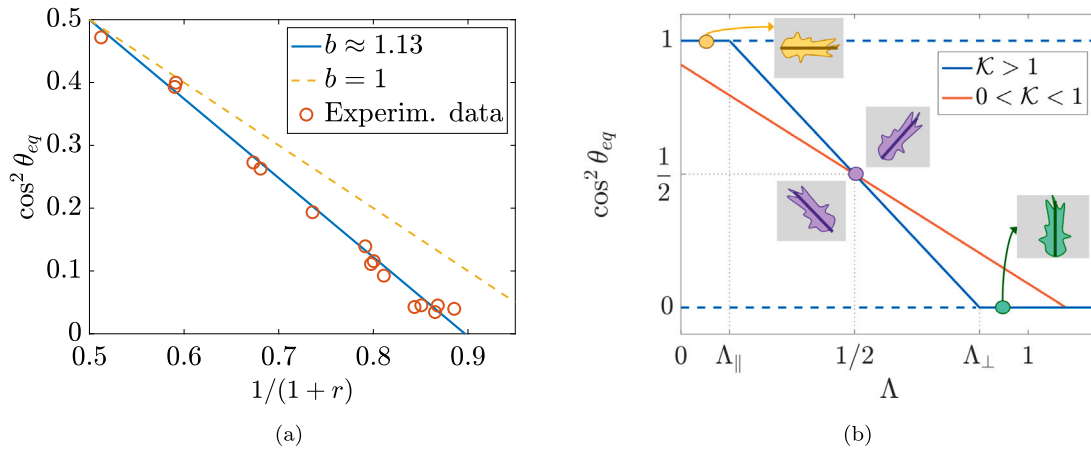 0.5
0.4
0.3
0.2
0.1
0
cos² θ_eq
b ≈ 1.13
b = 1
Experim. data
0.5 0.6 0.7 0.8 0.9
1/(1 + r)
(a)
1
1/2
0
cos² θ_eq
𝒦 > 1
0 < 𝒦 < 1
0 Λ∥ 1/2 Λ⊥ 1
Λ
(b)